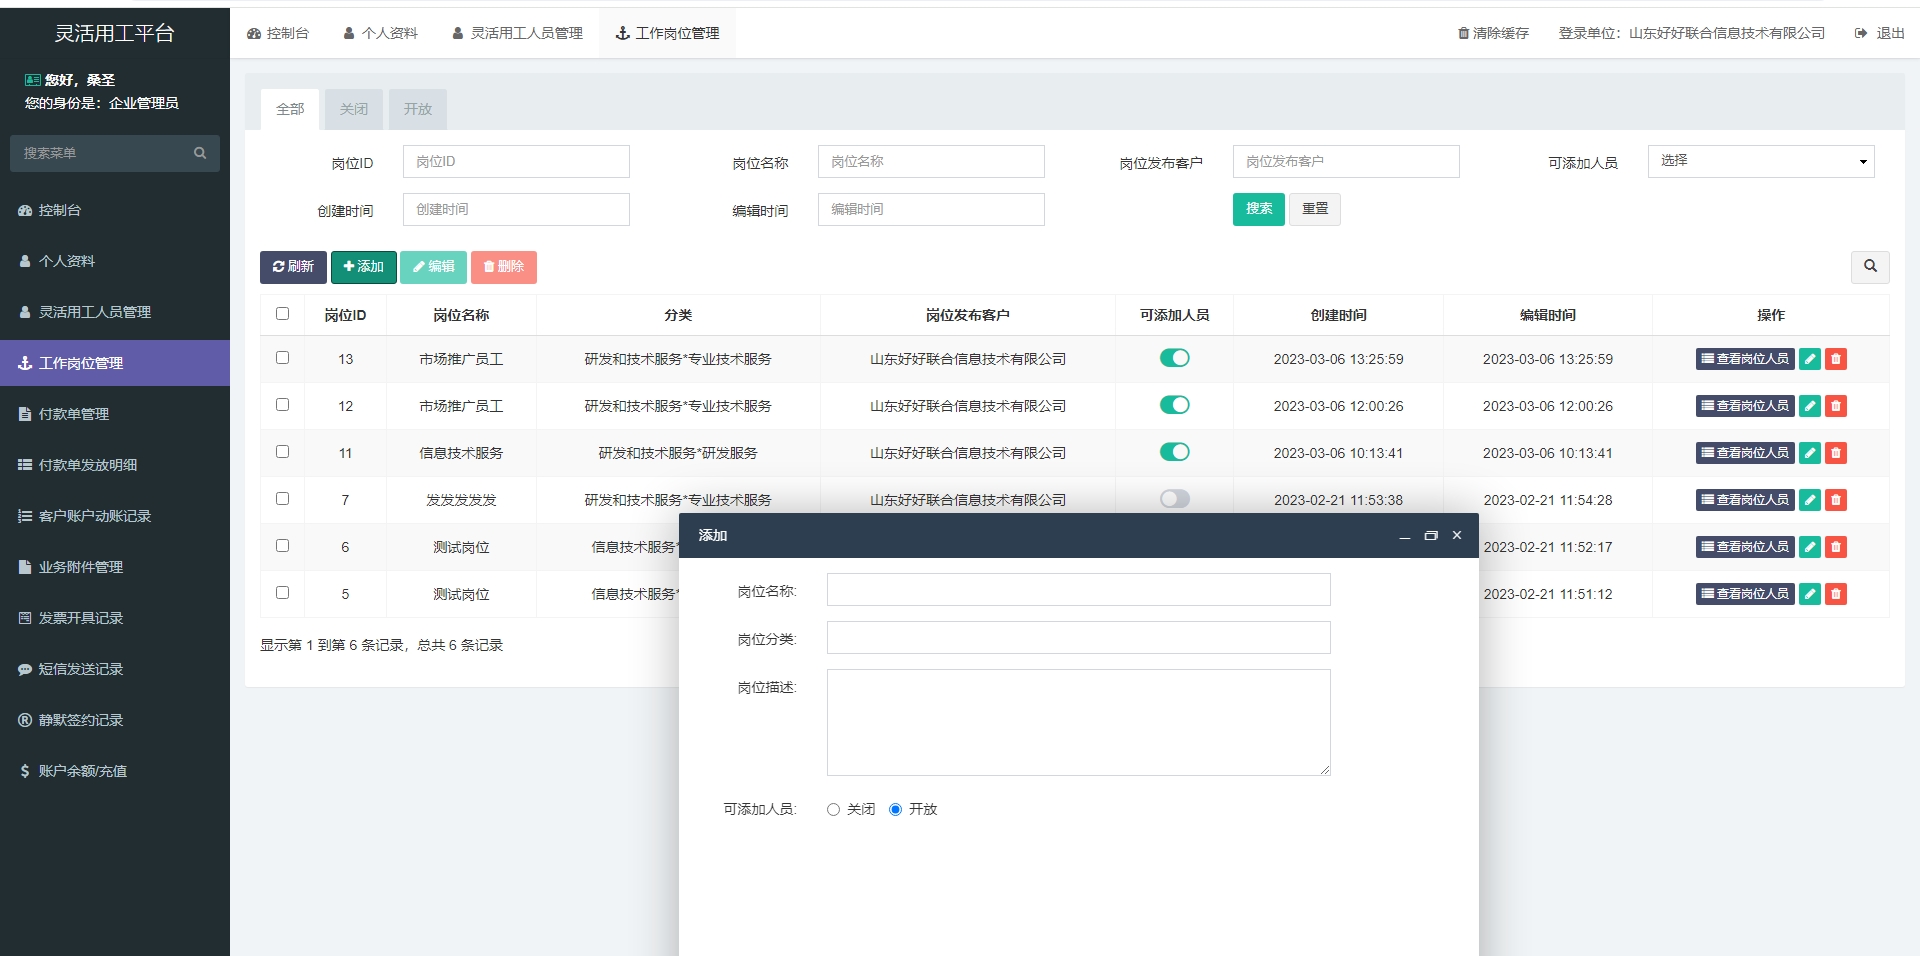 灵活用工平台
您好，桑圣
您的身份是：企业管理员
搜索菜单
控制台
个人资料
灵活用工人员管理
工作岗位管理
付款单管理
付款单发放明细
客户账户动账记录
业务附件管理
发票开具记录
短信发送记录
静默签约记录
账户余额/充值
控制台 个人资料 灵活用工人员管理 工作岗位管理 清除缓存 登录单位：山东好好联合信息技术有限公司 退出
全部 关闭 开放
岗位ID 岗位ID 岗位名称 岗位名称 岗位发布客户 岗位发布客户 可添加人员 选择
创建时间 创建时间 编辑时间 编辑时间 搜索 重置
刷新 添加 编辑 删除
岗位ID 岗位名称 分类 岗位发布客户 可添加人员 创建时间 编辑时间 操作
13 市场推广员工 研发和技术服务*专业技术服务 山东好好联合信息技术有限公司 2023-03-06 13:25:59 2023-03-06 13:25:59 查看岗位人员
12 市场推广员工 研发和技术服务*专业技术服务 山东好好联合信息技术有限公司 2023-03-06 12:00:26 2023-03-06 12:00:26 查看岗位人员
11 信息技术服务 研发和技术服务*研发服务 山东好好联合信息技术有限公司 2023-03-06 10:13:41 2023-03-06 10:13:41 查看岗位人员
7 发发发发发 研发和技术服务*专业技术服务 山东好好联合信息技术有限公司 2023-02-21 11:53:38 2023-02-21 11:54:28 查看岗位人员
6 测试岗位 信息技术服务* 2023-02-21 11:52:17 查看岗位人员
5 测试岗位 信息技术服务* 2023-02-21 11:51:12 查看岗位人员
显示第 1 到第 6 条记录，总共 6 条记录
添加
岗位名称:
岗位分类:
岗位描述:
可添加人员: 关闭 开放